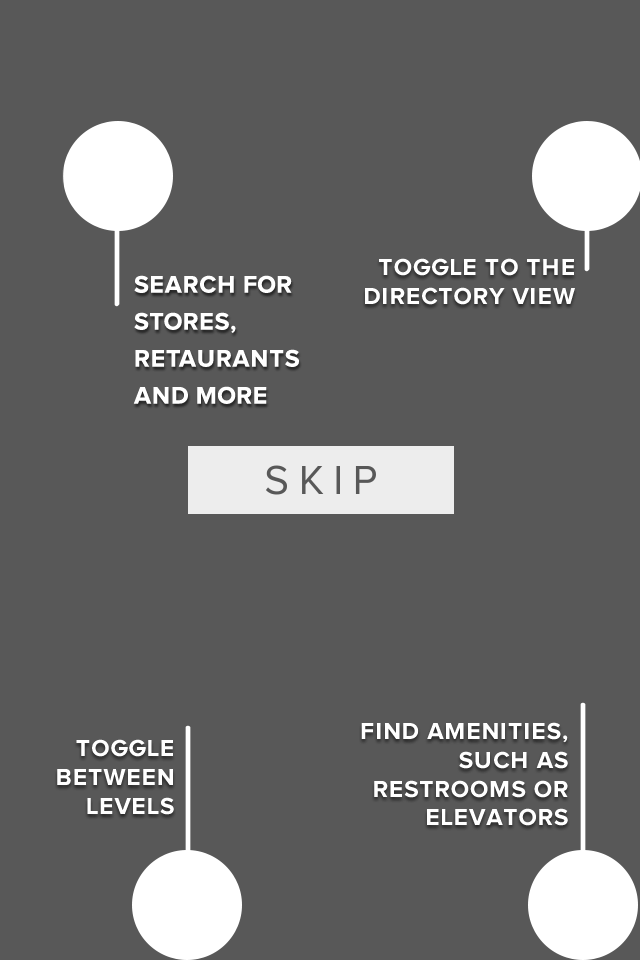 SEARCH FOR
STORES,
RETAURANTS
AND MORE
TOGGLE TO THE
DIRECTORY VIEW
SKIP
TOGGLE
BETWEEN
LEVELS
FIND AMENITIES,
SUCH AS
RESTROOMS OR
ELEVATORS